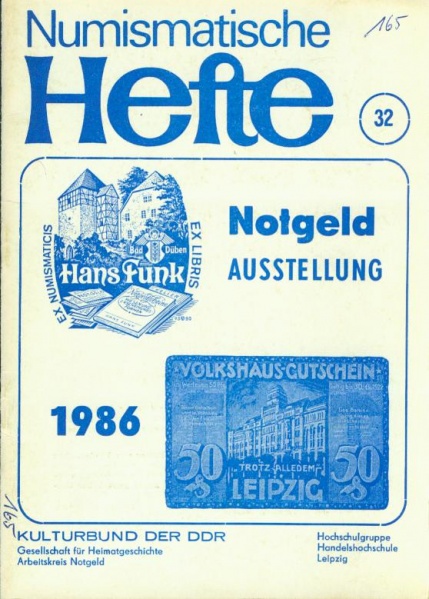 Numismatische
165
Hefte
32
EX NUMISMATICIS
EX LIBRIS
Bad Düben
Hans Funk
Notgeld
AUSSTELLUNG
1986
VOLKSHAUS-GUTSCHEIN
50
50
TROTZ-ALLEDEM
LEIPZIG
165
KULTURBUND DER DDR
Gesellschaft für Heimatgeschichte
Arbeitskreis Notgeld
Hochschulgruppe
Handelshochschule
Leipzig